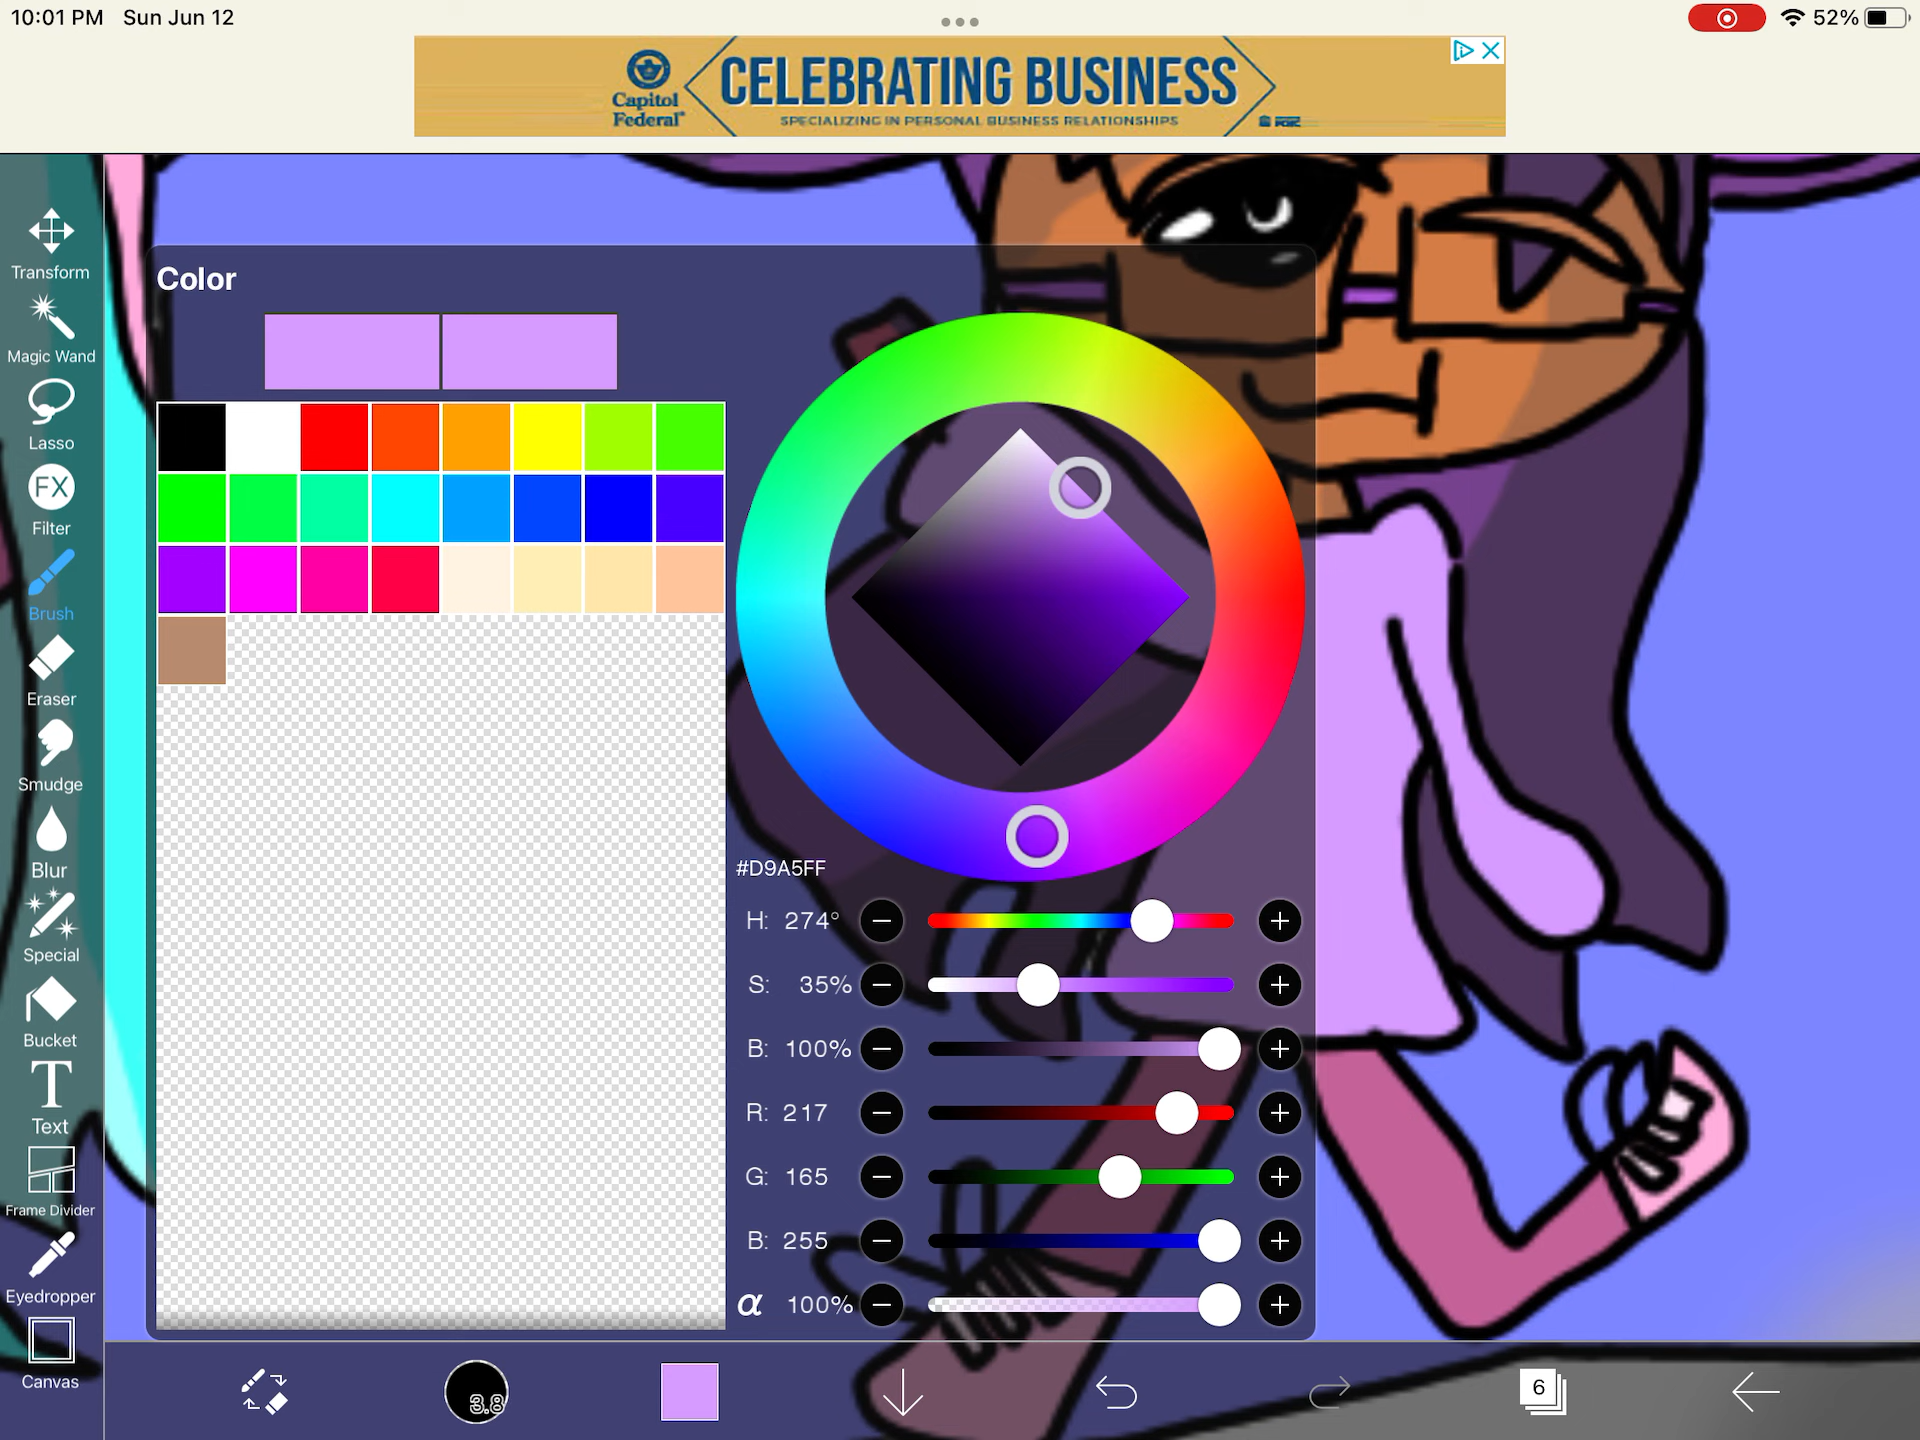 10:01 PM Sun Jun 12
52%
Capitol
Federal®
CELEBRATING BUSINESS
SPECIALIZING IN PERSONAL BUSINESS RELATIONSHIPS
Transform
Magic Wand
Lasso
FX
Filter
Brush
Eraser
Smudge
Blur
Special
Bucket
T
Text
Frame Divider
Eyedropper
Canvas
Color
#D9A5FF
H: 274°
S: 35%
B: 100%
R: 217
G: 165
B: 255
α 100%
3.8
6